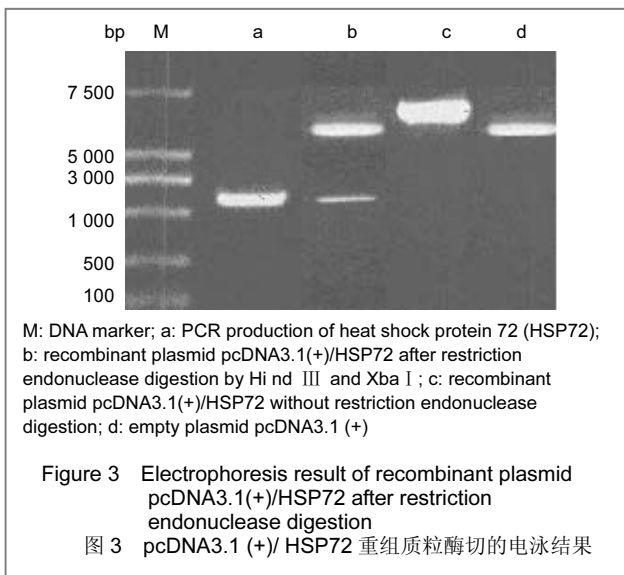 bp M a b c d
7 500
5 000
3 000
1 000
500
100
M: DNA marker; a: PCR production of heat shock protein 72 (HSP72);
b: recombinant plasmid pcDNA3.1(+)/HSP72 after restriction
endonuclease digestion by Hi nd Ⅲ and Xba Ⅰ; c: recombinant
plasmid pcDNA3.1(+)/HSP72 without restriction endonuclease
digestion; d: empty plasmid pcDNA3.1 (+)
Figure 3 Electrophoresis result of recombinant plasmid
pcDNA3.1(+)/HSP72 after restriction
endonuclease digestion
图 3 pcDNA3.1 (+)/ HSP72 重组质粒酶切的电泳结果